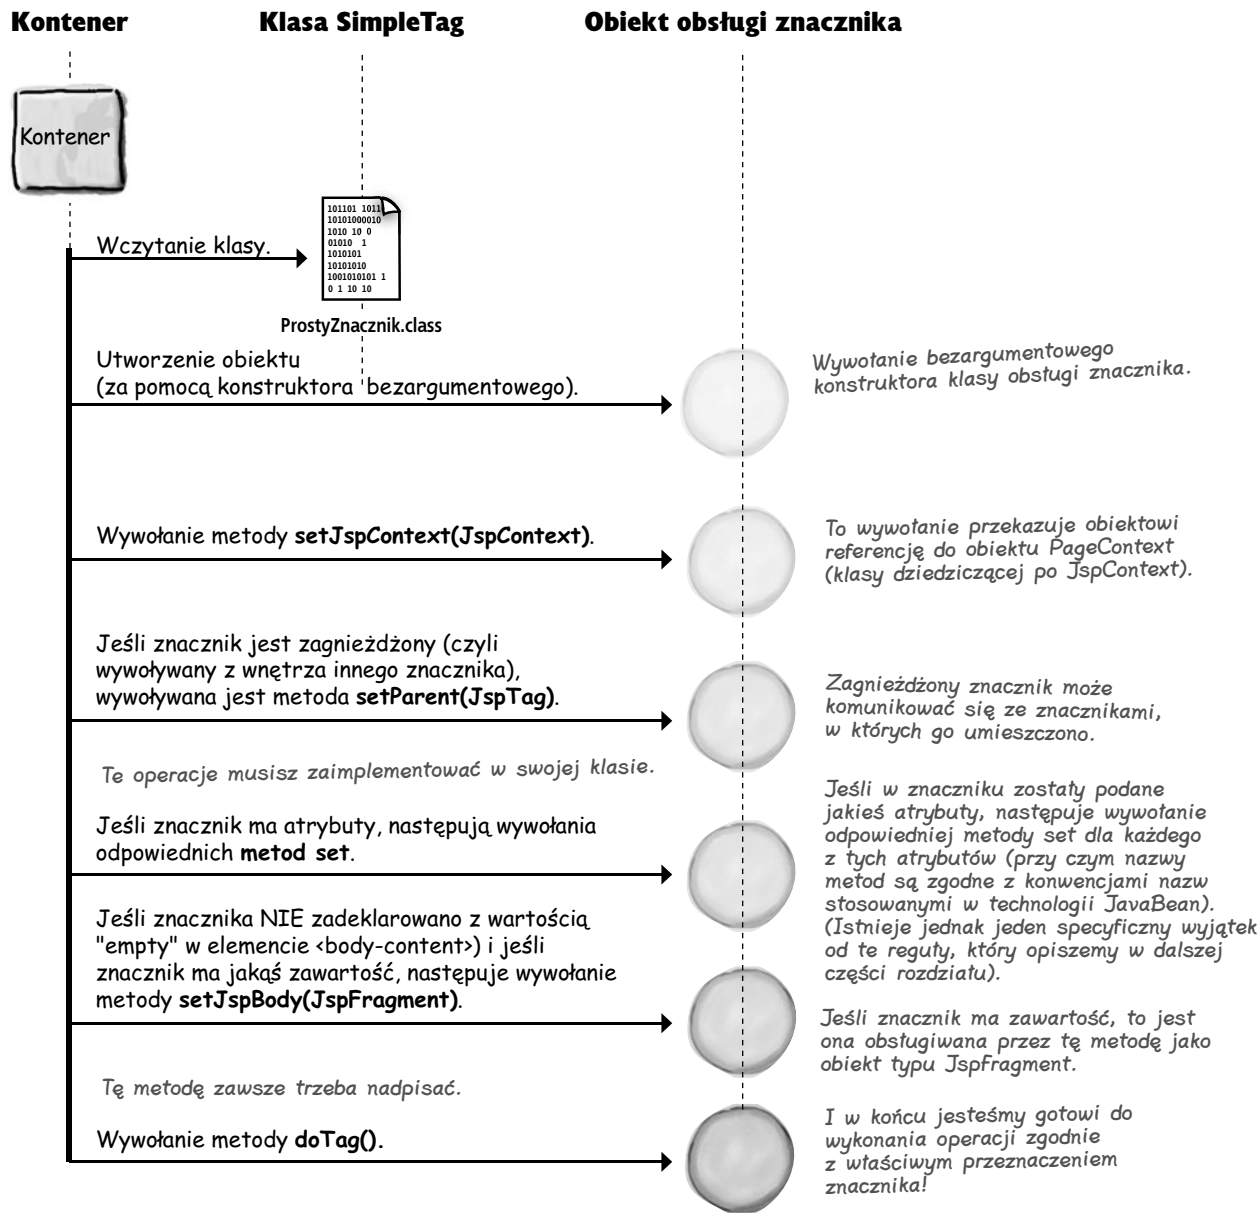 Kontener
Klasa SimpleTag
Obiekt obsługi znacznika
Kontener
101101 1011
10101000010
1010 10 0
01010 1
1010101
10101010
1001010101 1
0 1 10 10
Wczytanie klasy.
ProstyZnacznik.class
Utworzenie obiektu
(za pomocą konstruktora bezargumentowego).
Wywołanie bezargumentowego
konstruktora klasy obsługi znacznika.
Wywołanie metody setJspContext(JspContext).
To wywołanie przekazuje obiektowi
referencję do obiektu PageContext
(klasy dziedziczącej po JspContext).
Jeśli znacznik jest zagnieżdżony (czyli
wywoływany z wnętrza innego znacznika),
wywoływana jest metoda setParent(JspTag).
Zagnieżdżony znacznik może
komunikować się ze znacznikami,
w których go umieszczono.
Te operacje musisz zaimplementować w swojej klasie.
Jeśli znacznik ma atrybuty, następują wywołania
odpowiednich metod set.
Jeśli w znaczniku zostały podane
jakieś atrybuty, następuje wywołanie
odpowiedniej metody set dla każdego
z tych atrybutów (przy czym nazwy
metod są zgodne z konwencjami nazw
stosowanymi w technologii JavaBean).
(Istnieje jednak jeden specyficzny wyjątek
od te reguły, który opiszemy w dalszej
części rozdziału).
Jeśli znacznika NIE zadeklarowano z wartością
"empty" w elemencie <body-content>) i jeśli
znacznik ma jakąś zawartość, następuje wywołanie
metody setJspBody(JspFragment).
Jeśli znacznik ma zawartość, to jest
ona obsługiwana przez tę metodę jako
obiekt typu JspFragment.
Tę metodę zawsze trzeba nadpisać.
Wywołanie metody doTag().
I w końcu jesteśmy gotowi do
wykonania operacji zgodnie
z właściwym przeznaczeniem
znacznika!